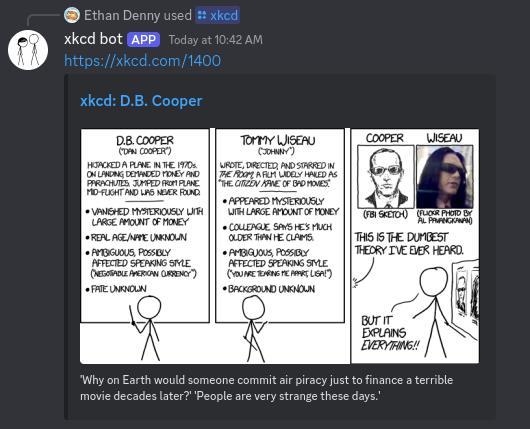 Ethan Denny used xkcd
xkcd bot APP Today at 10:42 AM
https://xkcd.com/1400
xkcd: D.B. Cooper
D.B. COOPER
("DAN COOPER")
HIJACKED A PLANE IN THE 1970s.
ON LANDING DEMANDED MONEY AND
PARACHUTES, JUMPED FROM PLANE
MID-FLIGHT AND WAS NEVER FOUND.
• VANISHED MYSTERIOUSLY WITH
LARGE AMOUNT OF MONEY
• REAL AGE/NAME UNKNOWN
• AMBIGUOUS, POSSIBLY
AFFECTED SPEAKING STYLE
("NEGOTIABLE AMERICAN CURRENCY")
• FATE UNKNOWN
TOMMY WISEAU
("JOHNNY")
WROTE, DIRECTED, AND STARRED IN
THE ROOM, A FILM WIDELY HAILED AS
"THE CITIZEN KANE OF BAD MOVIES."
• APPEARED MYSTERIOUSLY
WITH LARGE AMOUNT OF MONEY
• COLLEAGUE SAYS HE'S MUCH
OLDER THAN HE CLAIMS.
• AMBIGUOUS, POSSIBLY
AFFECTED SPEAKING STYLE
("YOU ARE TEARING ME APART, LISA!")
• BACKGROUND UNKNOWN
COOPER
WISEAU
(FBI SKETCH)
(FLICKR PHOTO BY
AL PAVANGKANAN)
THIS IS THE DUMBEST
THEORY I'VE EVER HEARD.
BUT IT
EXPLAINS
EVERYTHING!!
'Why on Earth would someone commit air piracy just to finance a terrible
movie decades later?' 'People are very strange these days.'